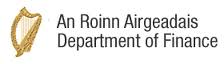 An Roinn Airgeadais
Department of Finance